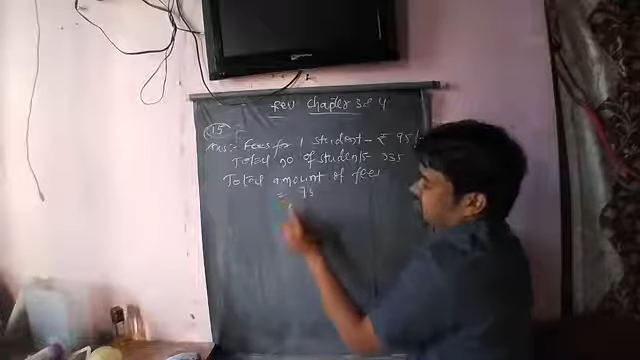 Rev Chapter 3 & 4
15
Ans:- Fees for 1 student - ₹ 95/-
Total no of students- 335
Total amount of fees
= 95